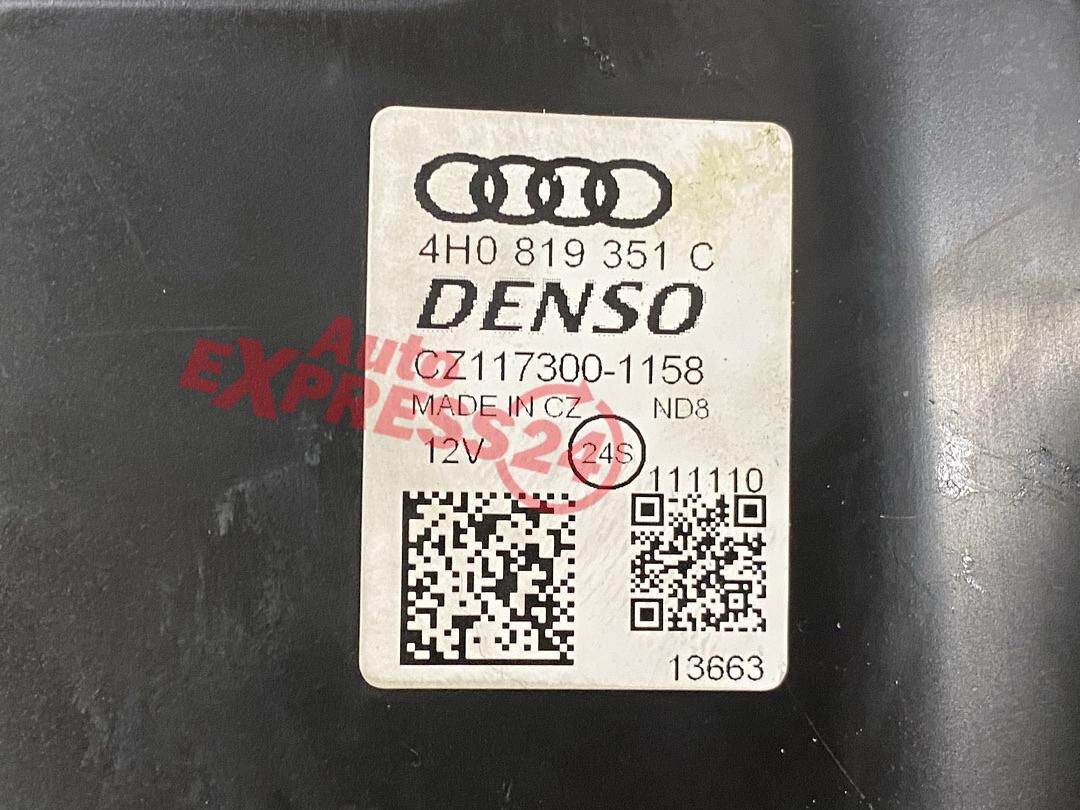 4H0 819 351 C
DENSO
CZ117300-1158
MADE IN CZ ND8
12V 24S
111110
13663
Auto
EXPRESS24